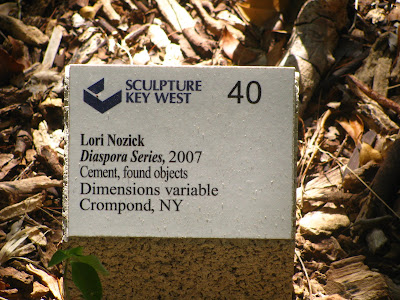 SCULPTURE
KEY WEST
40
Lori Nozick
Diaspora Series, 2007
Cement, found objects
Dimensions variable
Crompond, NY